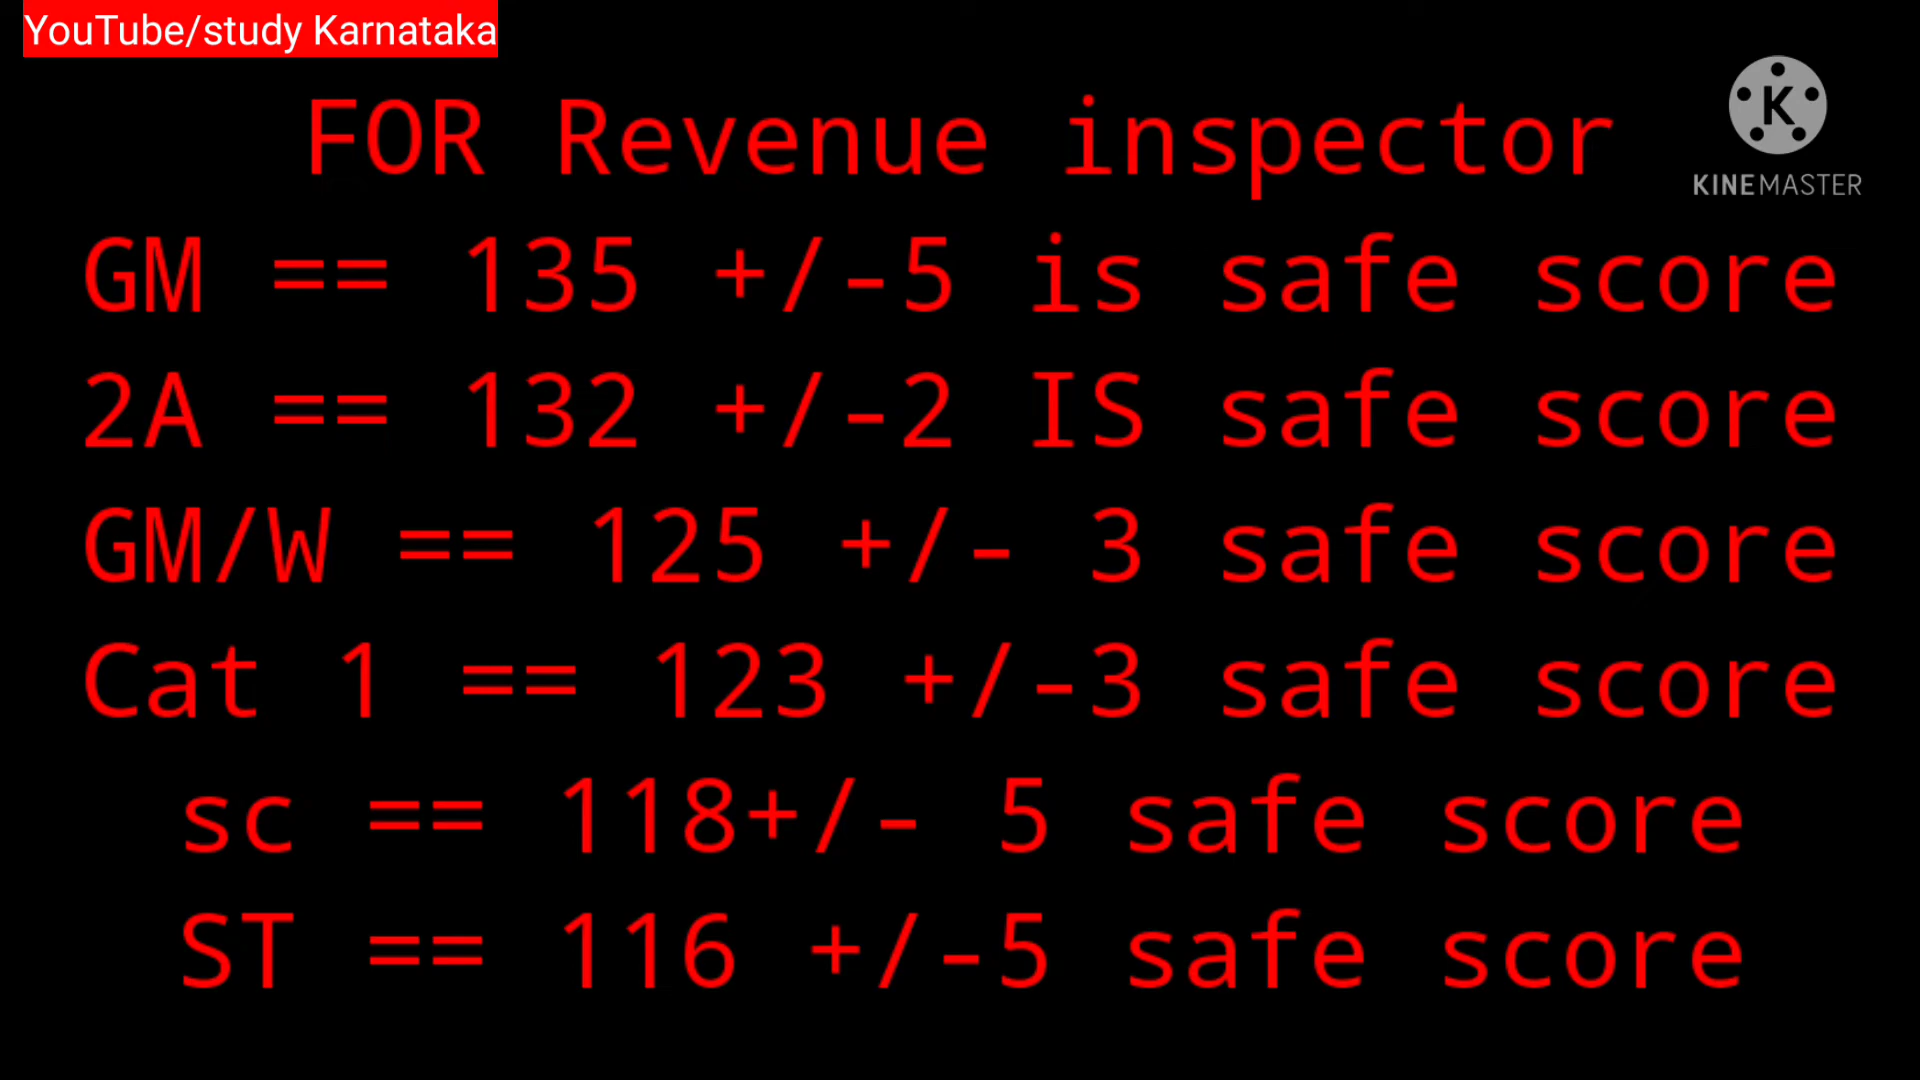 YouTube/study Karnataka
FOR Revenue inspector
K
KINEMASTER
GM == 135 +/-5 is safe score
2A == 132 +/-2 IS safe score
GM/W == 125 +/- 3 safe score
Cat 1 == 123 +/-3 safe score
sc == 118+/- 5 safe score
ST == 116 +/-5 safe score